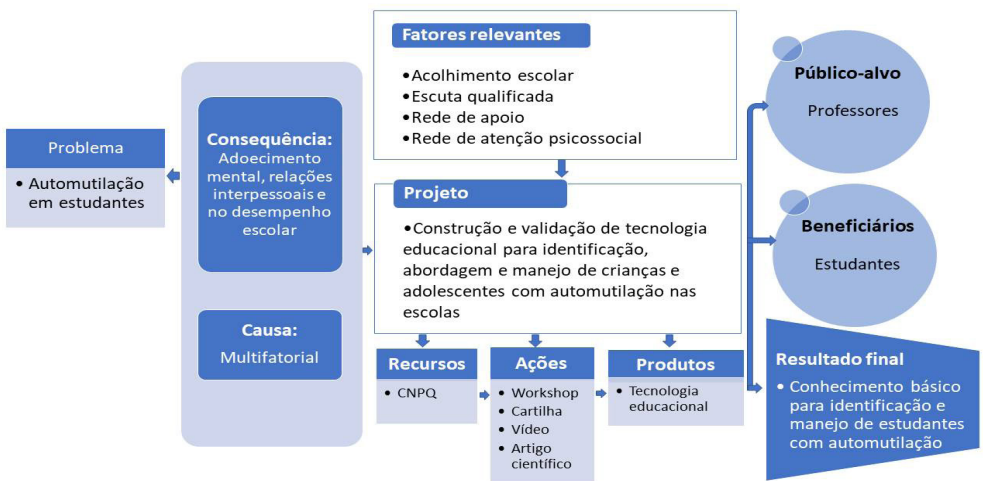 Problema
• Automutilação
em estudantes
Consequência:
Adoecimento
mental, relações
interpessoais e
no desempenho
escolar
Causa:
Multifatorial
Fatores relevantes
•Acolhimento escolar
•Escuta qualificada
•Rede de apoio
•Rede de atenção psicossocial
Projeto
•Construção e validação de tecnologia
educacional para identificação,
abordagem e manejo de crianças e
adolescentes com automutilação nas
escolas
Recursos
• CNPQ
Ações
• Workshop
• Cartilha
• Vídeo
• Artigo
científico
Produtos
• Tecnologia
educacional
Público-alvo
Professores
Beneficiários
Estudantes
Resultado final
• Conhecimento básico
para identificação e
manejo de estudantes
com automutilação